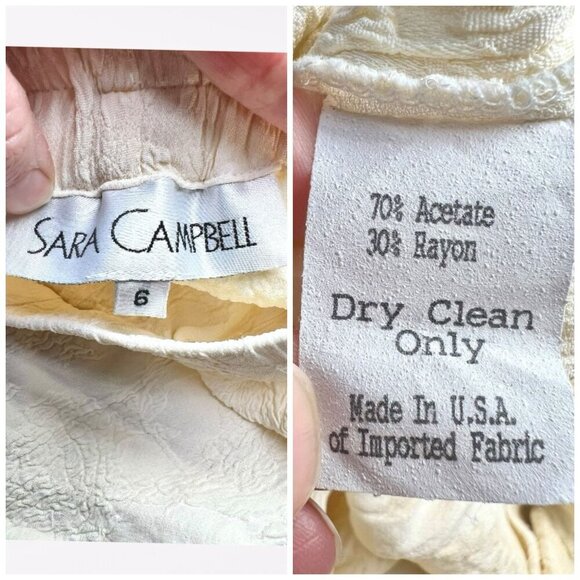 SARA CAMPBELL
6
70% Acetate
30% Rayon
Dry Clean
Only
Made In U.S.A.
of Imported Fabric